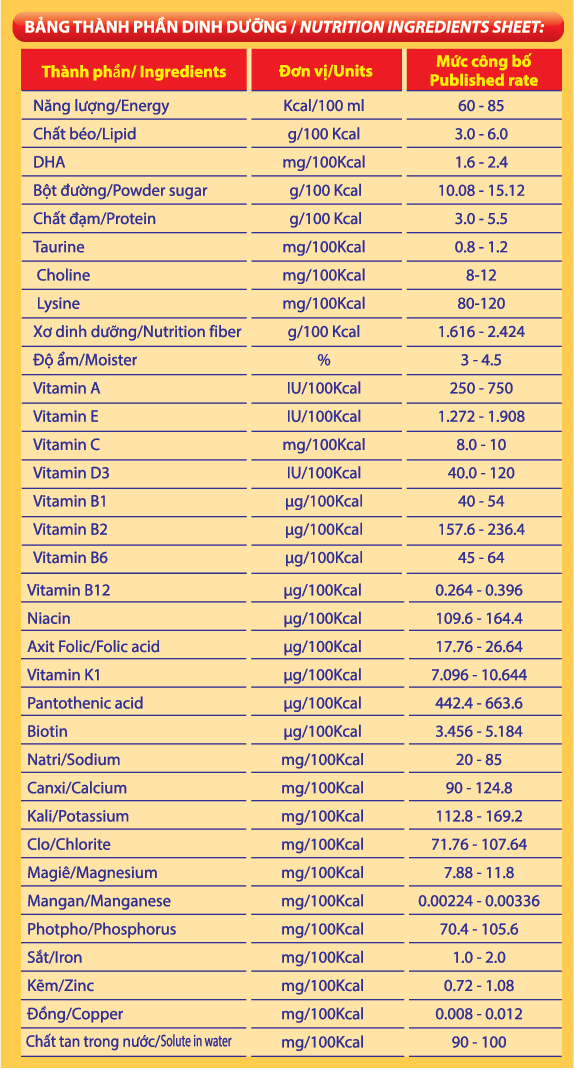 BẢNG THÀNH PHẦN DINH DƯỠNG / NUTRITION INGREDIENTS SHEET:
Thành phần/ Ingredients Đơn vị/Units Mức công bố Published rate
Năng lượng/Energy Kcal/100 ml 60 - 85
Chất béo/Lipid g/100 Kcal 3.0 - 6.0
DHA mg/100Kcal 1.6 - 2.4
Bột đường/Powder sugar g/100 Kcal 10.08 - 15.12
Chất đạm/Protein g/100 Kcal 3.0 - 5.5
Taurine mg/100Kcal 0.8 - 1.2
Choline mg/100Kcal 8-12
Lysine mg/100Kcal 80-120
Xơ dinh dưỡng/Nutrition fiber g/100 Kcal 1.616 - 2.424
Độ ẩm/Moister % 3 - 4.5
Vitamin A IU/100Kcal 250 - 750
Vitamin E IU/100Kcal 1.272 - 1.908
Vitamin C mg/100Kcal 8.0 - 10
Vitamin D3 IU/100Kcal 40.0 - 120
Vitamin B1 µg/100Kcal 40 - 54
Vitamin B2 µg/100Kcal 157.6 - 236.4
Vitamin B6 µg/100Kcal 45 - 64
Vitamin B12 µg/100Kcal 0.264 - 0.396
Niacin µg/100Kcal 109.6 - 164.4
Axit Folic/Folic acid µg/100Kcal 17.76 - 26.64
Vitamin K1 µg/100Kcal 7.096 - 10.644
Pantothenic acid µg/100Kcal 442.4 - 663.6
Biotin µg/100Kcal 3.456 - 5.184
Natri/Sodium mg/100Kcal 20 - 85
Canxi/Calcium mg/100Kcal 90 - 124.8
Kali/Potassium mg/100Kcal 112.8 - 169.2
Clo/Chlorite mg/100Kcal 71.76 - 107.64
Magiê/Magnesium mg/100Kcal 7.88 - 11.8
Mangan/Manganese mg/100Kcal 0.00224 - 0.00336
Photpho/Phosphorus mg/100Kcal 70.4 - 105.6
Sắt/Iron mg/100Kcal 1.0 - 2.0
Kẽm/Zinc mg/100Kcal 0.72 - 1.08
Đồng/Copper mg/100Kcal 0.008 - 0.012
Chất tan trong nước/Solute in water mg/100Kcal 90 - 100